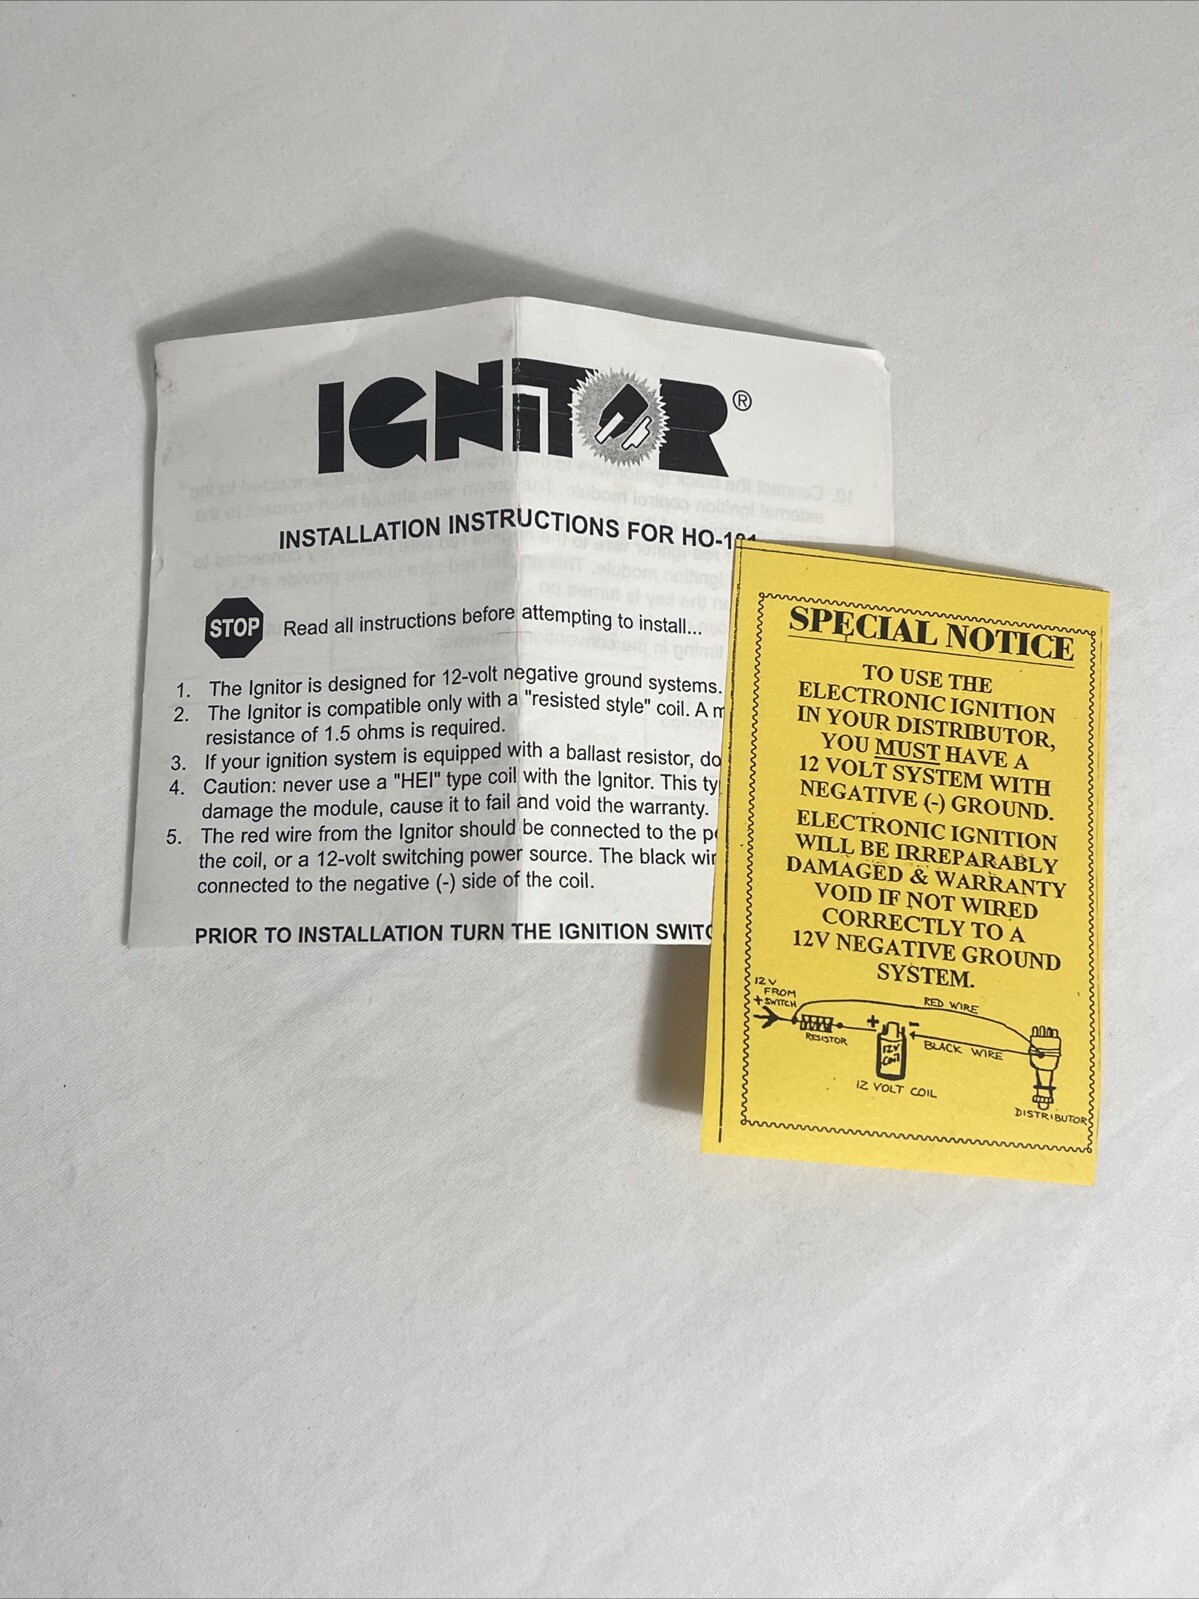 IGNITOR®
INSTALLATION INSTRUCTIONS FOR HO-181
STOP
Read all instructions before attempting to install...
1. The Ignitor is designed for 12-volt negative ground systems.
2. The Ignitor is compatible only with a "resisted style" coil. A
resistance of 1.5 ohms is required.
3. If your ignition system is equipped with a ballast resistor, do
4. Caution: never use a "HEI" type coil with the Ignitor. This
damage the module, cause it to fail and void the warranty.
5. The red wire from the Ignitor should be connected to the
the coil, or a 12-volt switching power source. The black
connected to the negative (-) side of the coil.
PRIOR TO INSTALLATION TURN THE IGNITION
SPECIAL NOTICE
TO USE THE
ELECTRONIC IGNITION
IN YOUR DISTRIBUTOR,
YOU MUST HAVE A
12 VOLT SYSTEM WITH
NEGATIVE (-) GROUND.
ELECTRONIC IGNITION
WILL BE IRREPARABLY
DAMAGED & WARRANTY
VOID IF NOT WIRED
CORRECTLY TO A
12V NEGATIVE GROUND
SYSTEM.
12V
FROM
+ SWITCH
RED WIRE
RESISTOR
+ -
BLACK WIRE
12V
COIL
12 VOLT COIL
DISTRIBUTOR